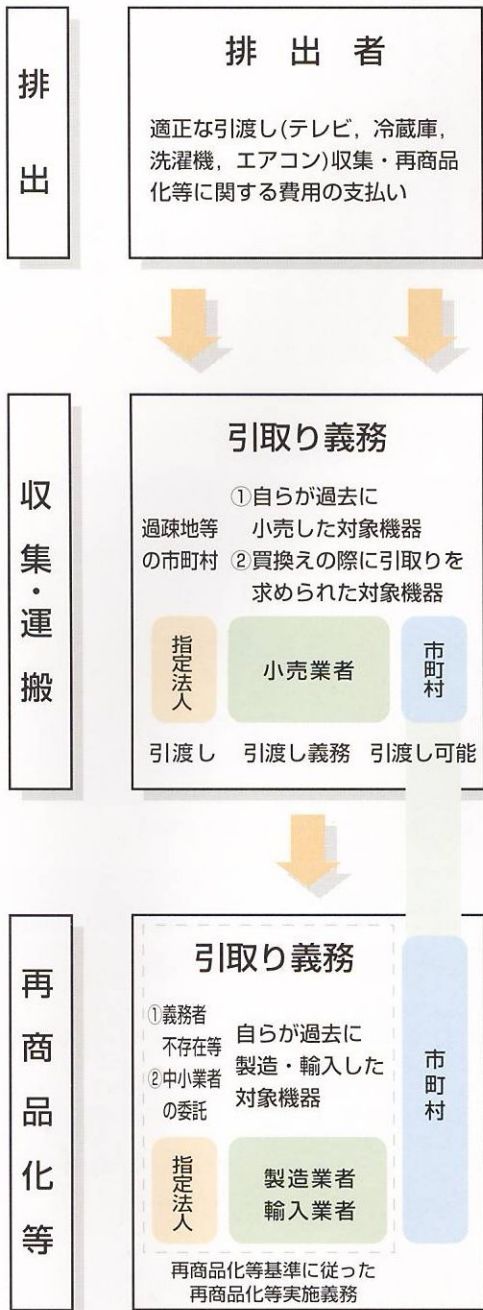 排出
排出者
適正な引渡し(テレビ，冷蔵庫，
洗濯機，エアコン)収集・再商品
化等に関する費用の支払い
収集・運搬
引取り義務
過疎地等
の市町村
①自らが過去に
小売した対象機器
②買換えの際に引取りを
求められた対象機器
指定法人
小売業者
市町村
引渡し
引渡し義務
引渡し可能
再商品化等
引取り義務
①義務者
不存在等
②中小業者
の委託
自らが過去に
製造・輸入した
対象機器
指定法人
製造業者
輸入業者
市町村
再商品化等基準に従った
再商品化等実施義務